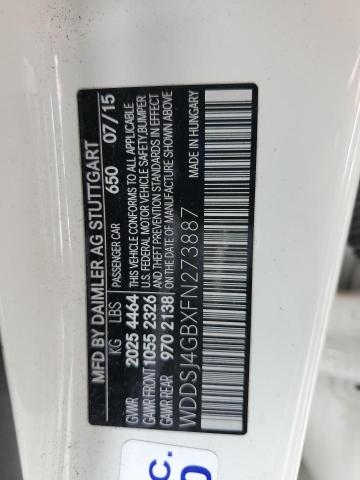 MFD BY DAIMLER AG STUTTGART
KG LBS PASSENGER CAR 650 07/15
GVWR 2025 4464 THIS VEHICLE CONFORMS TO ALL APPLICABLE
GAWR FRONT 1055 2326 U.S. FEDERAL MOTOR VEHICLE SAFETY,BUMPER
GAWR REAR 970 2138 AND THEFT PREVENTION STANDARDS IN EFFECT
ON THE DATE OF MANUFACTURE SHOWN ABOVE
WDDSJ4GBXFN273887 MADE IN HUNGARY
C.